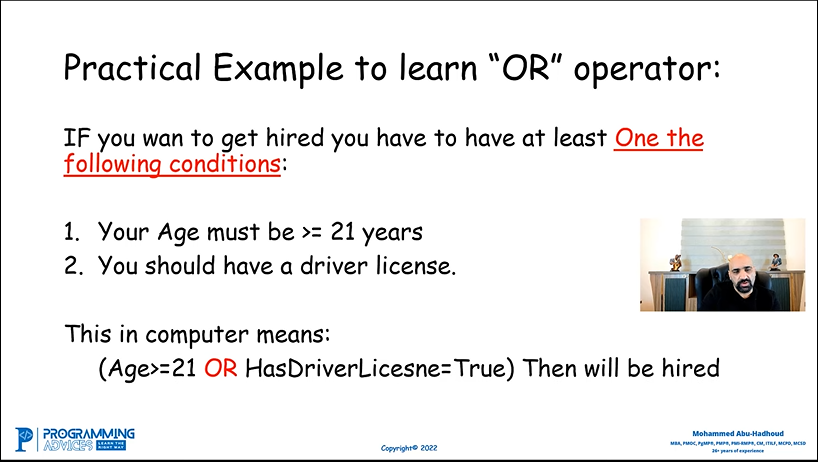 Practical Example to learn “OR” operator:
IF you wan to get hired you have to have at least One the
following conditions:
1. Your Age must be >= 21 years
2. You should have a driver license.
This in computer means:
(Age>=21 OR HasDriverLicesne=True) Then will be hired
PROGRAMMING
ADVICES LEARN THE
RIGHT WAY
Copyright© 2022
Mohammed Abu-Hadhoud
MBA, PMOC, PgMP®, PMP®, PMI-RMP®, CM, ITILF, MCPD, MCSD
26+ years of experience